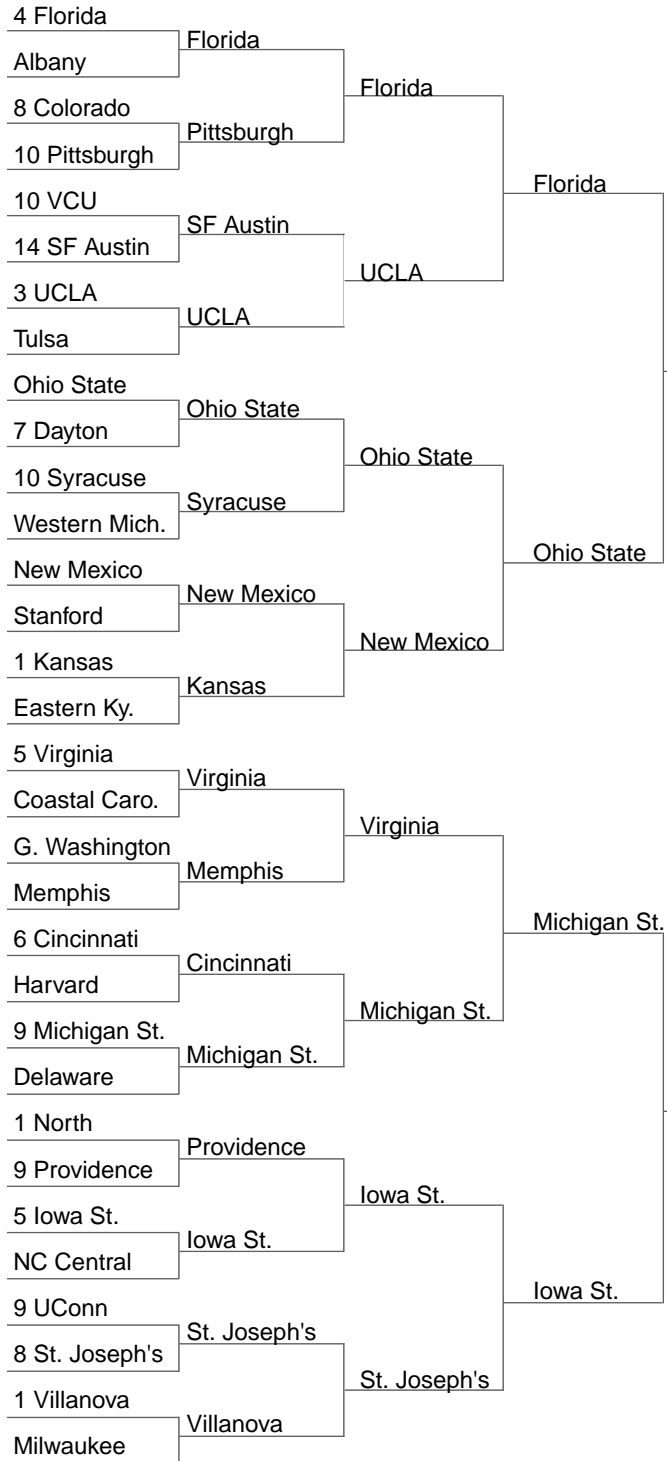 4 Florida
Albany
8 Colorado
10 Pittsburgh
10 VCU
14 SF Austin
3 UCLA
Tulsa
Ohio State
7 Dayton
10 Syracuse
Western Mich.
New Mexico
Stanford
1 Kansas
Eastern Ky.
5 Virginia
Coastal Caro.
G. Washington
Memphis
6 Cincinnati
Harvard
9 Michigan St.
Delaware
1 North
9 Providence
5 Iowa St.
NC Central
9 UConn
8 St. Joseph's
1 Villanova
Milwaukee
Florida
Pittsburgh
SF Austin
UCLA
Ohio State
Syracuse
New Mexico
Kansas
Virginia
Memphis
Cincinnati
Michigan St.
Providence
Iowa St.
St. Joseph's
Villanova
Florida
UCLA
Ohio State
New Mexico
Virginia
Michigan St.
Iowa St.
St. Joseph's
Florida
Ohio State
Michigan St.
Iowa St.